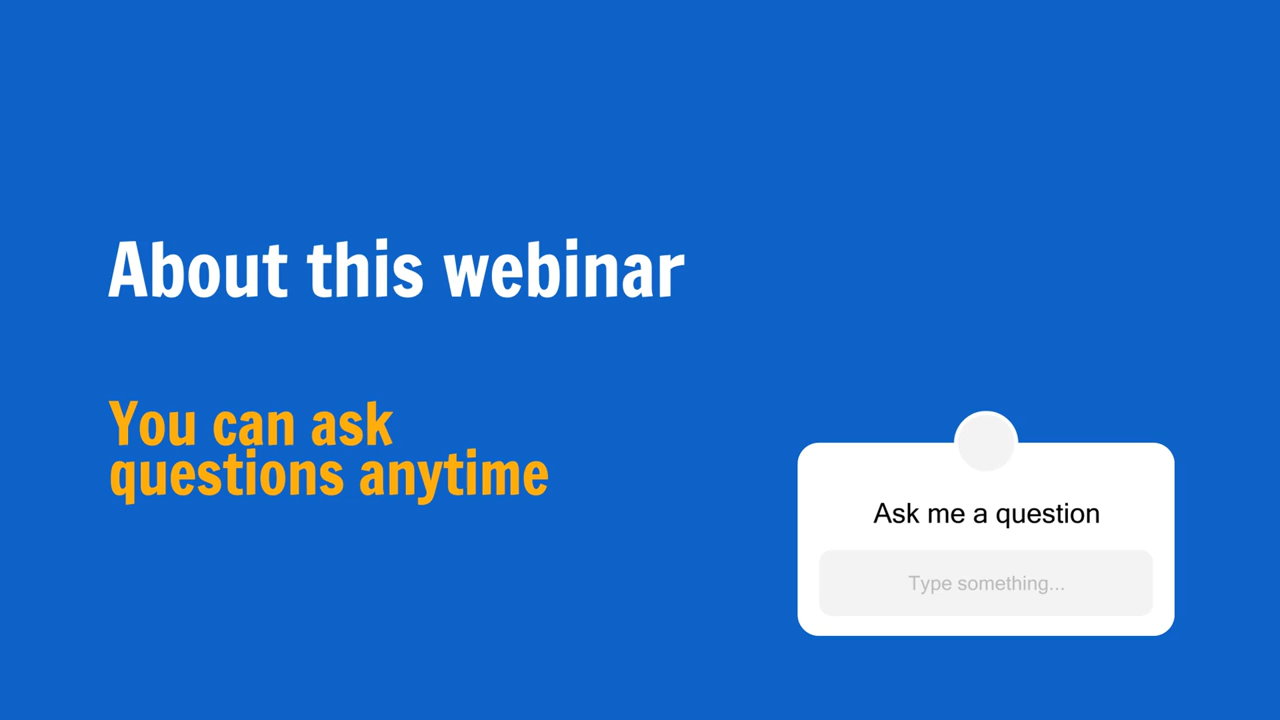 About this webinar
You can ask
questions anytime
Ask me a question
Type something...